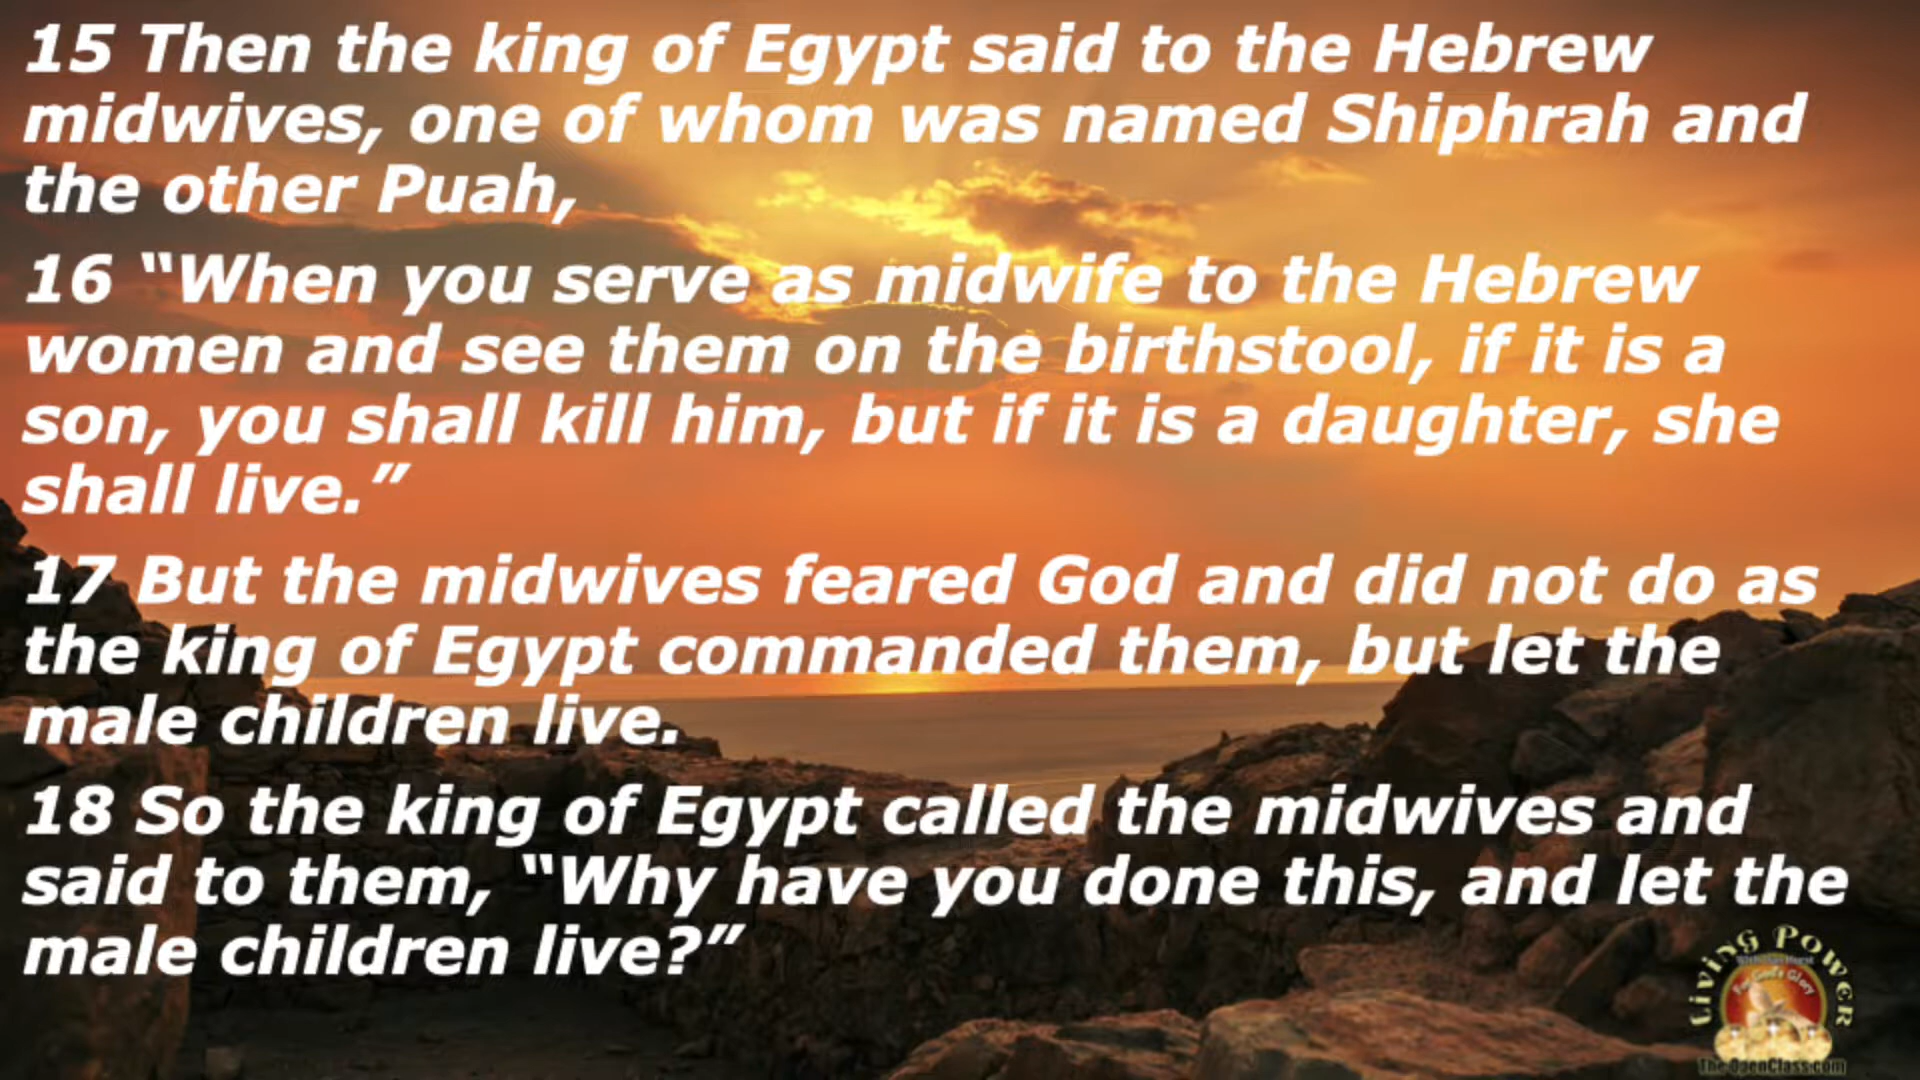 15 Then the king of Egypt said to the Hebrew
midwives, one of whom was named Shiphrah and
the other Puah,
16 “When you serve as midwife to the Hebrew
women and see them on the birthstool, if it is a
son, you shall kill him, but if it is a daughter, she
shall live.”
17 But the midwives feared God and did not do as
the king of Egypt commanded them, but let the
male children live.
18 So the king of Egypt called the midwives and
said to them, “Why have you done this, and let the
male children live?”
Living Power
For God's Glory
The OpenClass.com